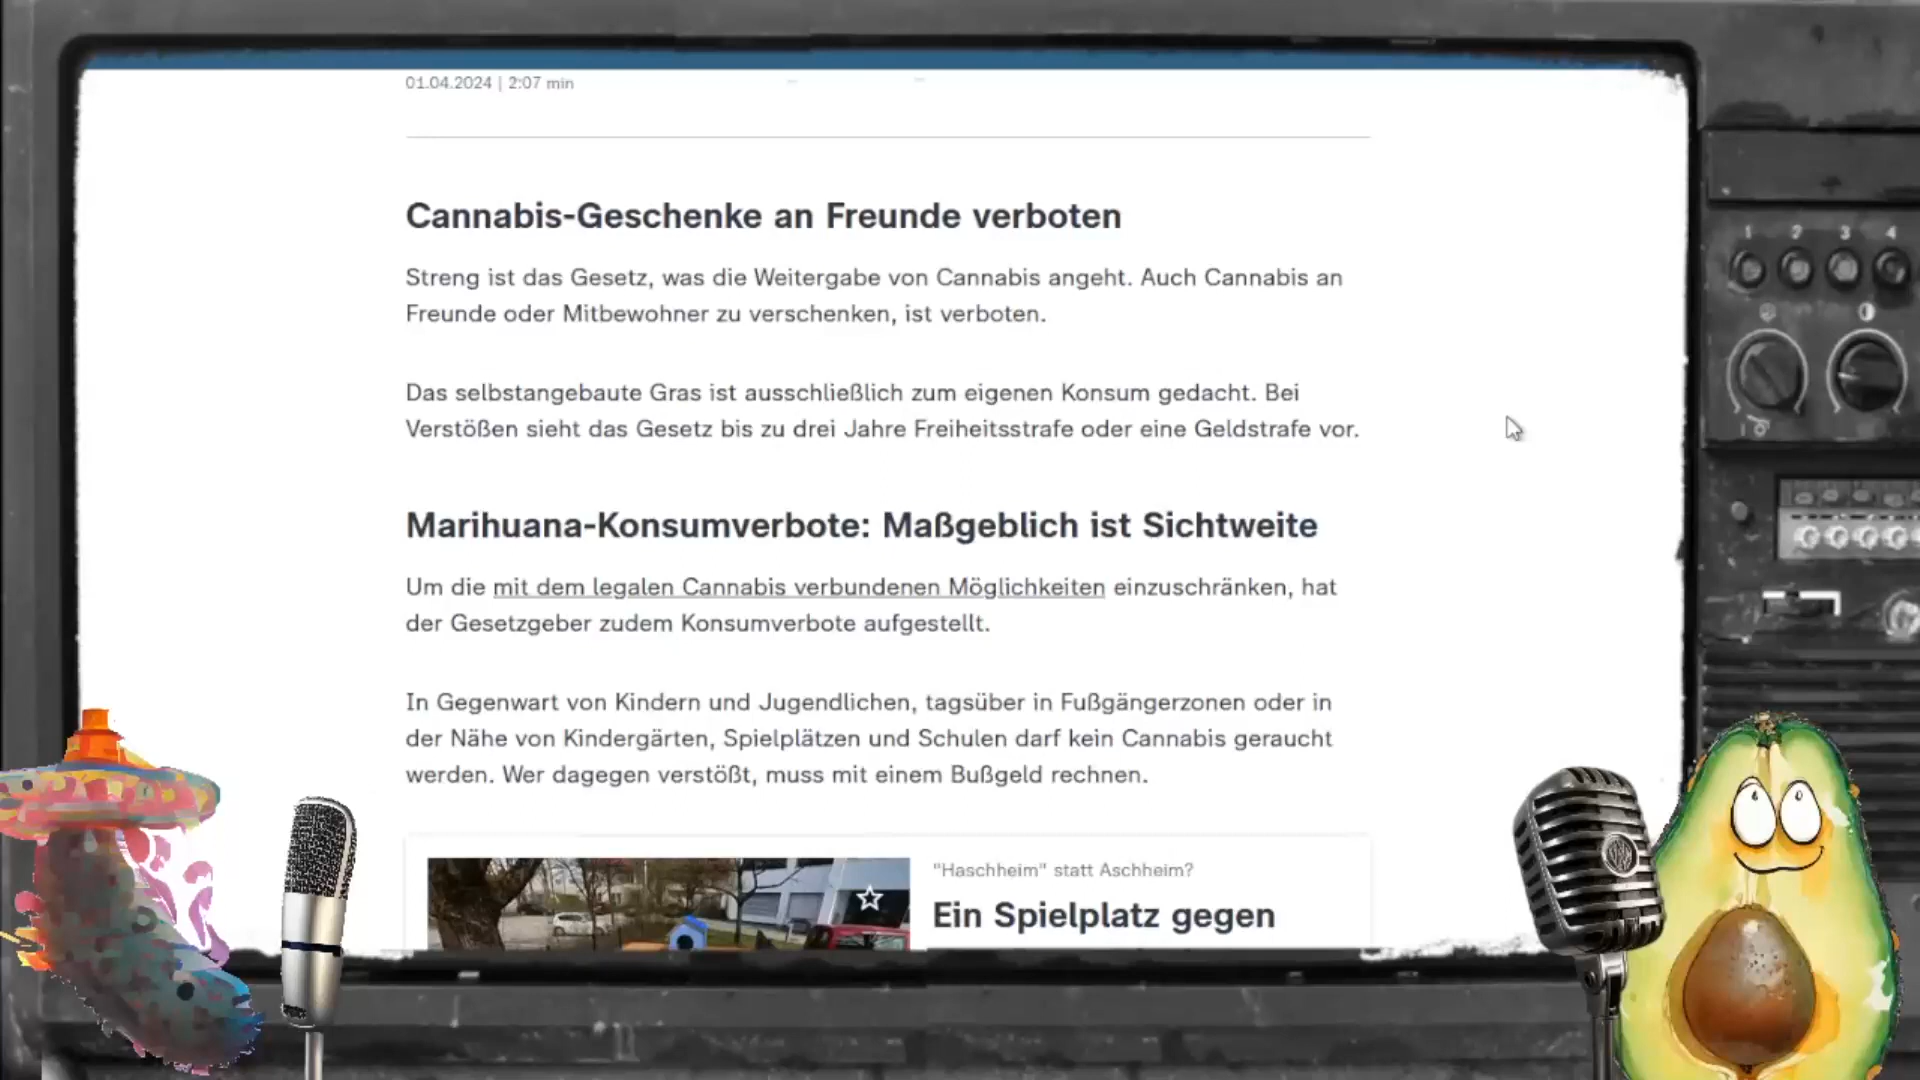 01.04.2024 | 2:07 min
Cannabis-Geschenke an Freunde verboten
Streng ist das Gesetz, was die Weitergabe von Cannabis angeht. Auch Cannabis an
Freunde oder Mitbewohner zu verschenken, ist verboten.
Das selbstangebaute Gras ist ausschließlich zum eigenen Konsum gedacht. Bei
Verstößen sieht das Gesetz bis zu drei Jahre Freiheitsstrafe oder eine Geldstrafe vor.
Marihuana-Konsumverbote: Maßgeblich ist Sichtweite
Um die mit dem legalen Cannabis verbundenen Möglichkeiten einzuschränken, hat
der Gesetzgeber zudem Konsumverbote aufgestellt.
In Gegenwart von Kindern und Jugendlichen, tagsüber in Fußgängerzonen oder in
der Nähe von Kindergärten, Spielplätzen und Schulen darf kein Cannabis geraucht
werden. Wer dagegen verstößt, muss mit einem Bußgeld rechnen.
"Haschheim" statt Aschheim?
Ein Spielplatz gegen
1 2 3 4